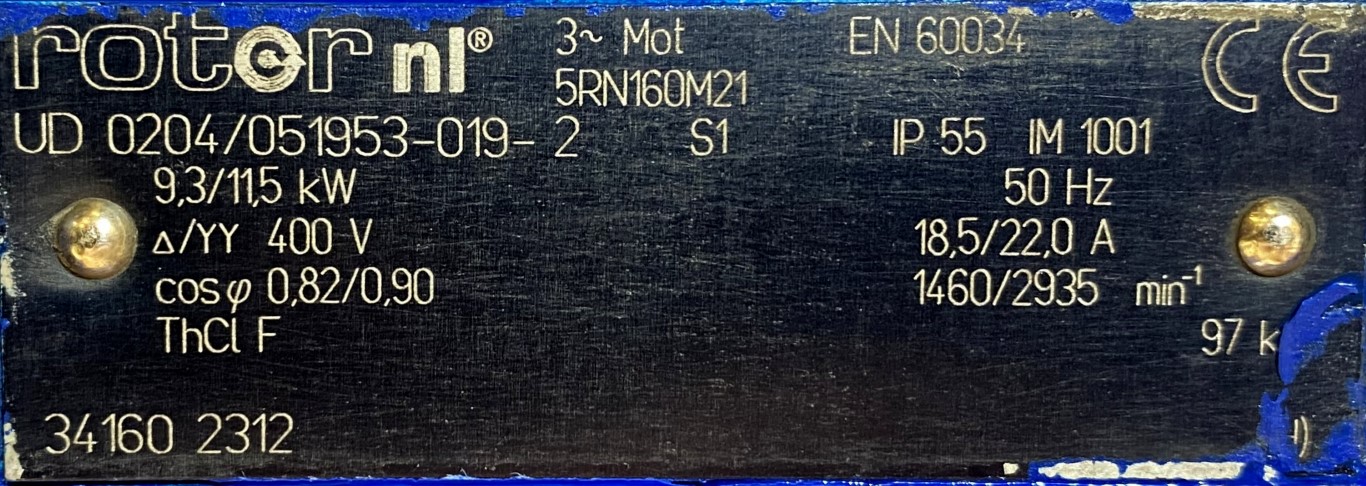 rotor nl® 3~ Mot EN 60034 CE
5RN160M21
UD 0204/051953-019-2 S1 IP 55 IM 1001
9,3/11,5 kW 50 Hz
Δ/YY 400 V 18,5/22,0 A
cosφ 0,82/0,90 1460/2935 min⁻¹
ThCl F
97
34160 2312